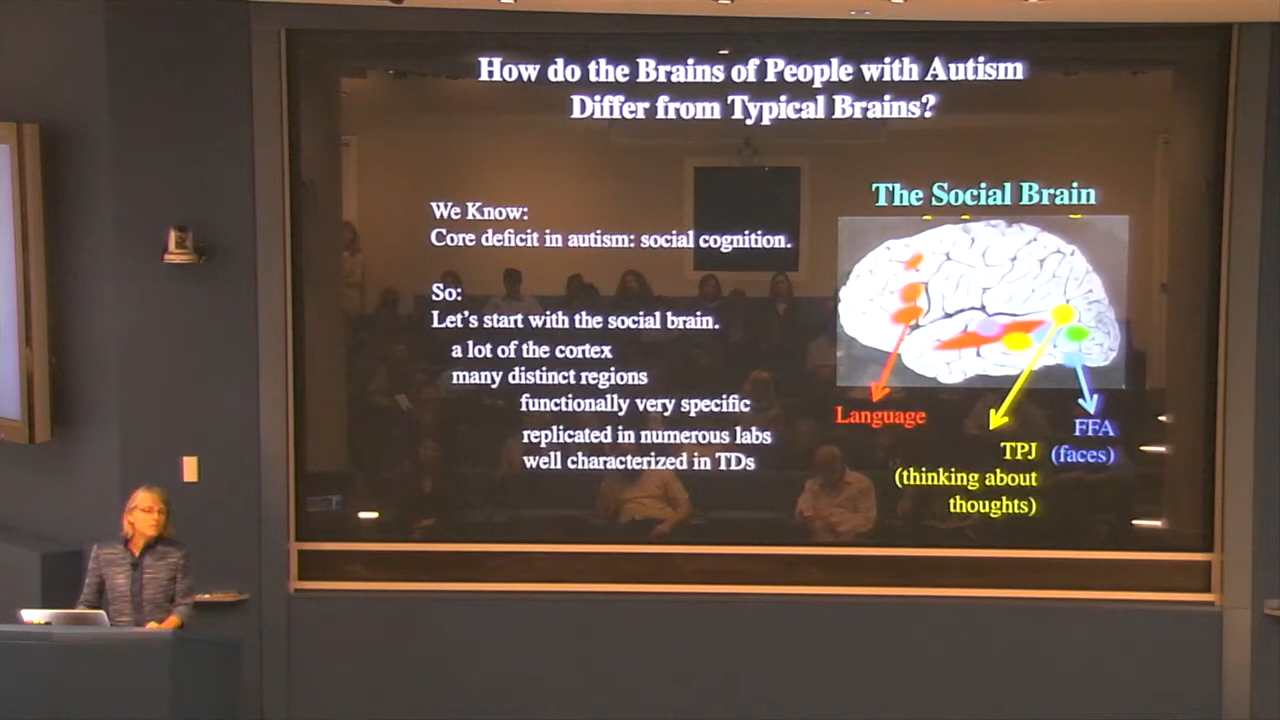 How do the Brains of People with Autism
Differ from Typical Brains?
We Know:
Core deficit in autism: social cognition.
So:
Let's start with the social brain.
a lot of the cortex
many distinct regions
functionally very specific
replicated in numerous labs
well characterized in TDs
The Social Brain
Language
TPJ
(thinking about
thoughts)
FFA
(faces)